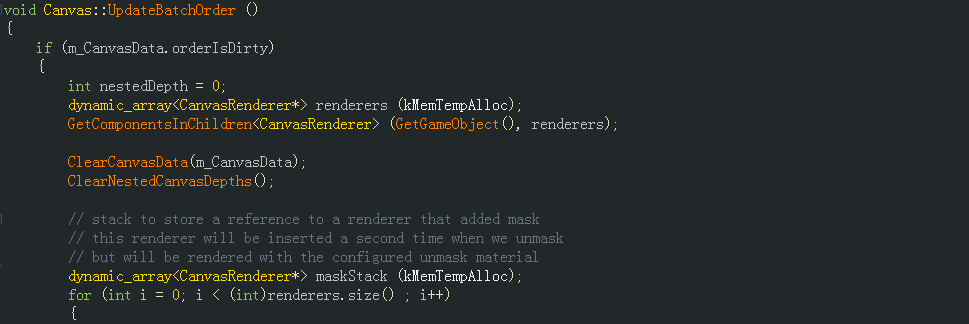 void Canvas::UpdateBatchOrder ()
{
    if (m_CanvasData.orderIsDirty)
    {
        int nestedDepth = 0;
        dynamic_array<CanvasRenderer*> renderers (kMemTempAlloc);
        GetComponentsInChildren<CanvasRenderer> (GetGameObject(), renderers);

        ClearCanvasData(m_CanvasData);
        ClearNestedCanvasDepths();

        // stack to store a reference to a renderer that added mask
        // this renderer will be inserted a second time when we unmask
        // but will be rendered with the configured unmask material
        dynamic_array<CanvasRenderer*> maskStack (kMemTempAlloc);
        for (int i = 0; i < (int)renderers.size() ; i++)
        {